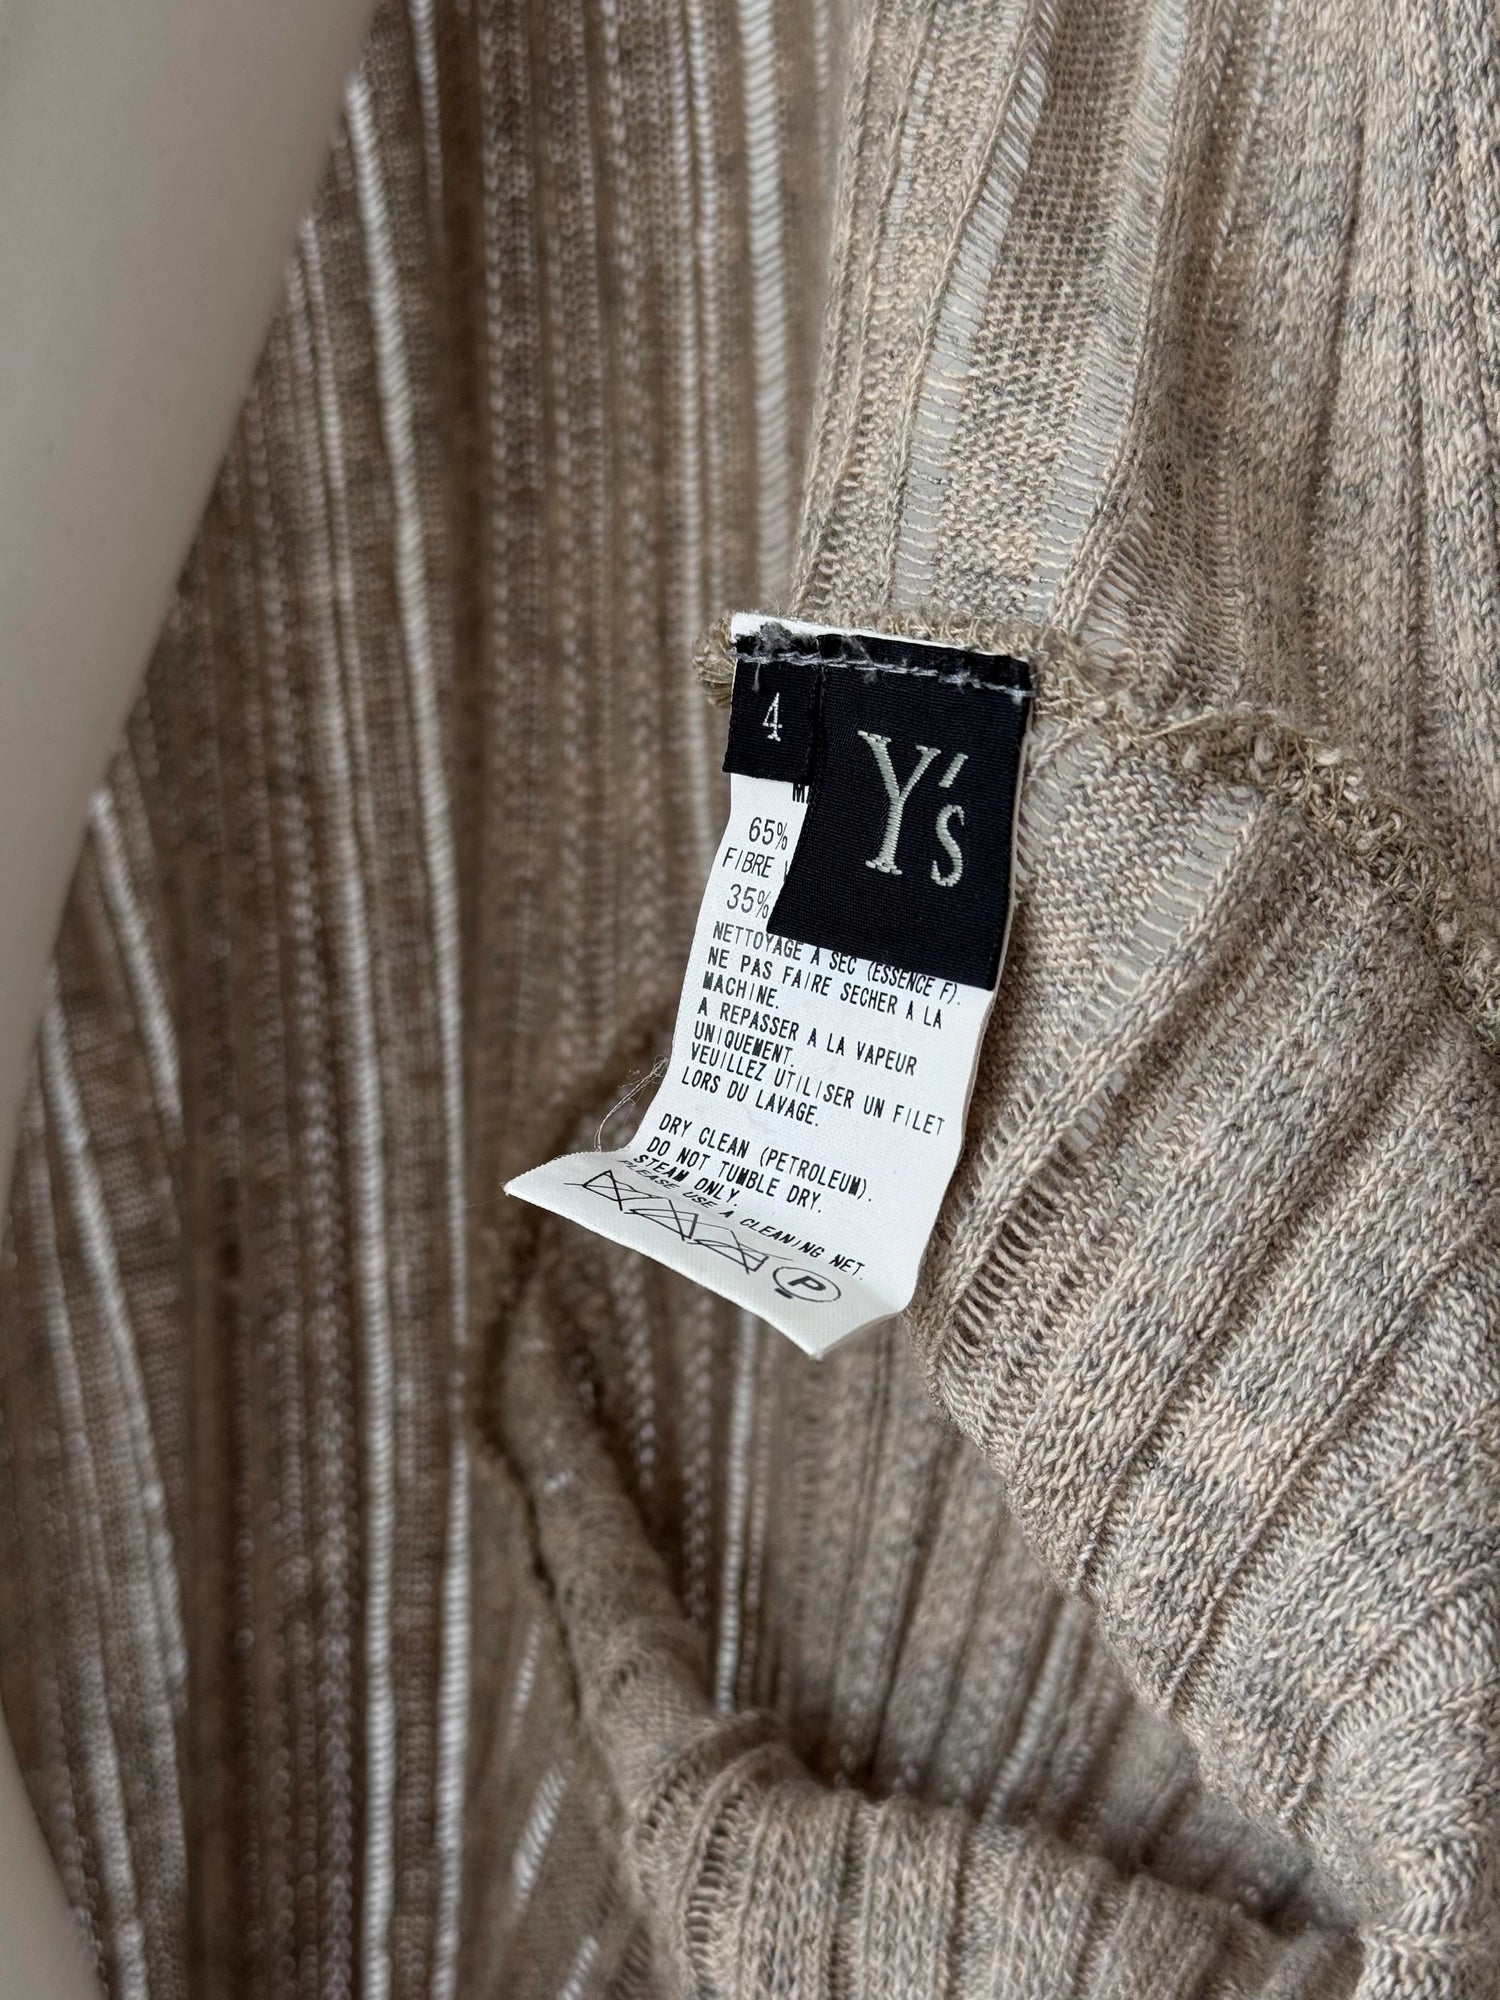 4
Y's
65%
FIBRE
35%
NETTOYAGE A SEC (ESSENCE F).
NE PAS FAIRE SECHER A LA
MACHINE.
A REPASSER A LA VAPEUR
UNIQUEMENT.
VEUILLEZ UTILISER UN FILET
LORS DU LAVAGE.
DRY CLEAN (PETROLEUM).
DO NOT TUMBLE DRY.
STEAM ONLY.
PLEASE USE A CLEANING NET.
P